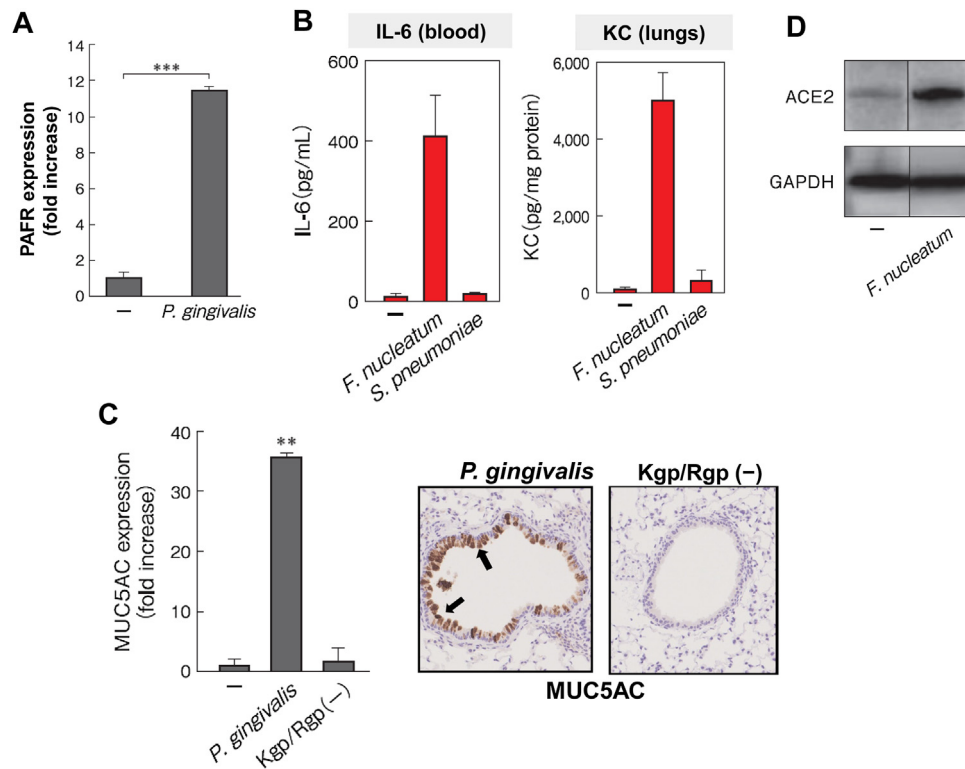 A
PAFR expression
(fold increase)
14
12
10
8
6
4
2
0
***
−
P. gingivalis
B
IL-6 (blood)
IL-6(pg/mL)
600
400
200
0
−
F. nucleatum
S. pneumoniae
KC (lungs)
KC(pg/mg protein)
6,000
4,000
2,000
0
−
F. nucleatum
S. pneumoniae
D
ACE2
GAPDH
−
F. nucleatum
C
MUC5AC expression
(fold increase)
40
30
20
10
0
**
−
P. gingivalis
Kgp/Rgp(−)
P. gingivalis
Kgp/Rgp (−)
MUC5AC